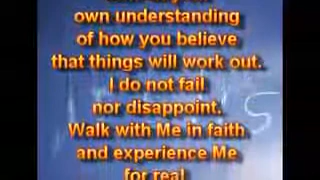 own understanding
of how you believe
that things will work out.
I do not fail
nor disappoint.
Walk with Me in faith
and experience Me
for real